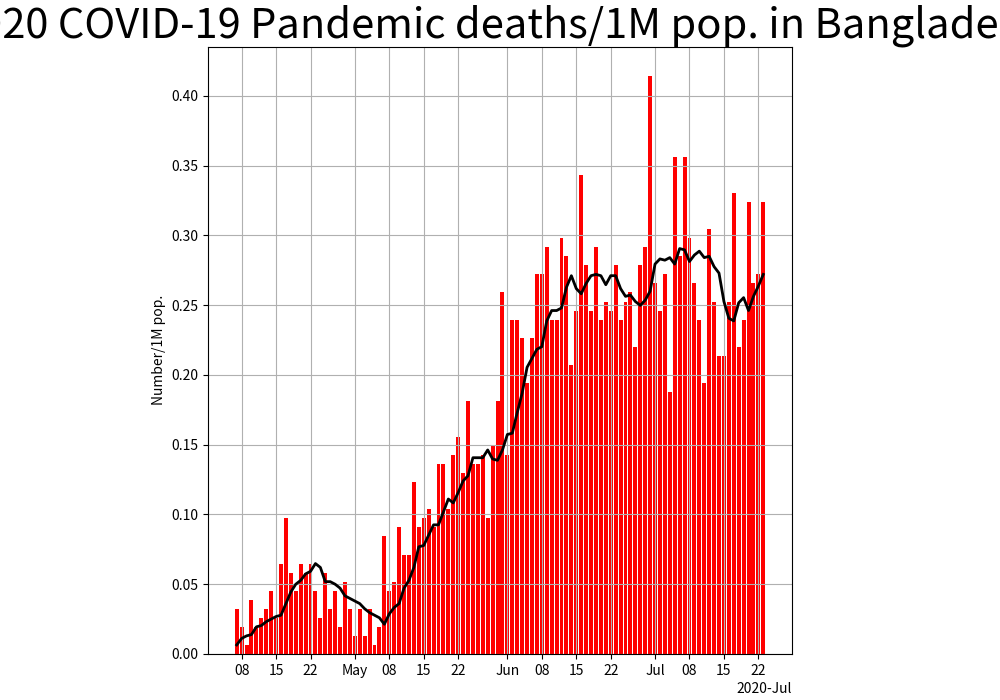 20 COVID-19 Pandemic deaths/1M pop. in Banglade
0.40
0.35
0.30
0.25
0.20
0.15
0.10
0.05
0.00
Number/1M pop.
08 15 22 May 08 15 22 Jun 08 15 22 Jul 08 15 22
2020-Jul